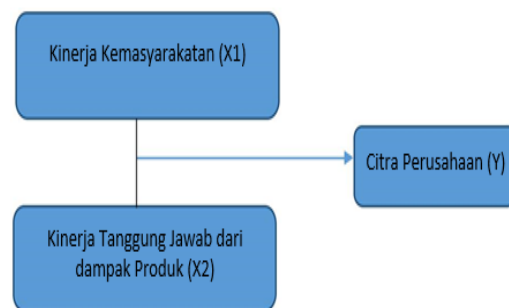 Kinerja Kemasyarakatan (X1)
Citra Perusahaan (Y)
Kinerja Tanggung Jawab dari
dampak Produk (X2)